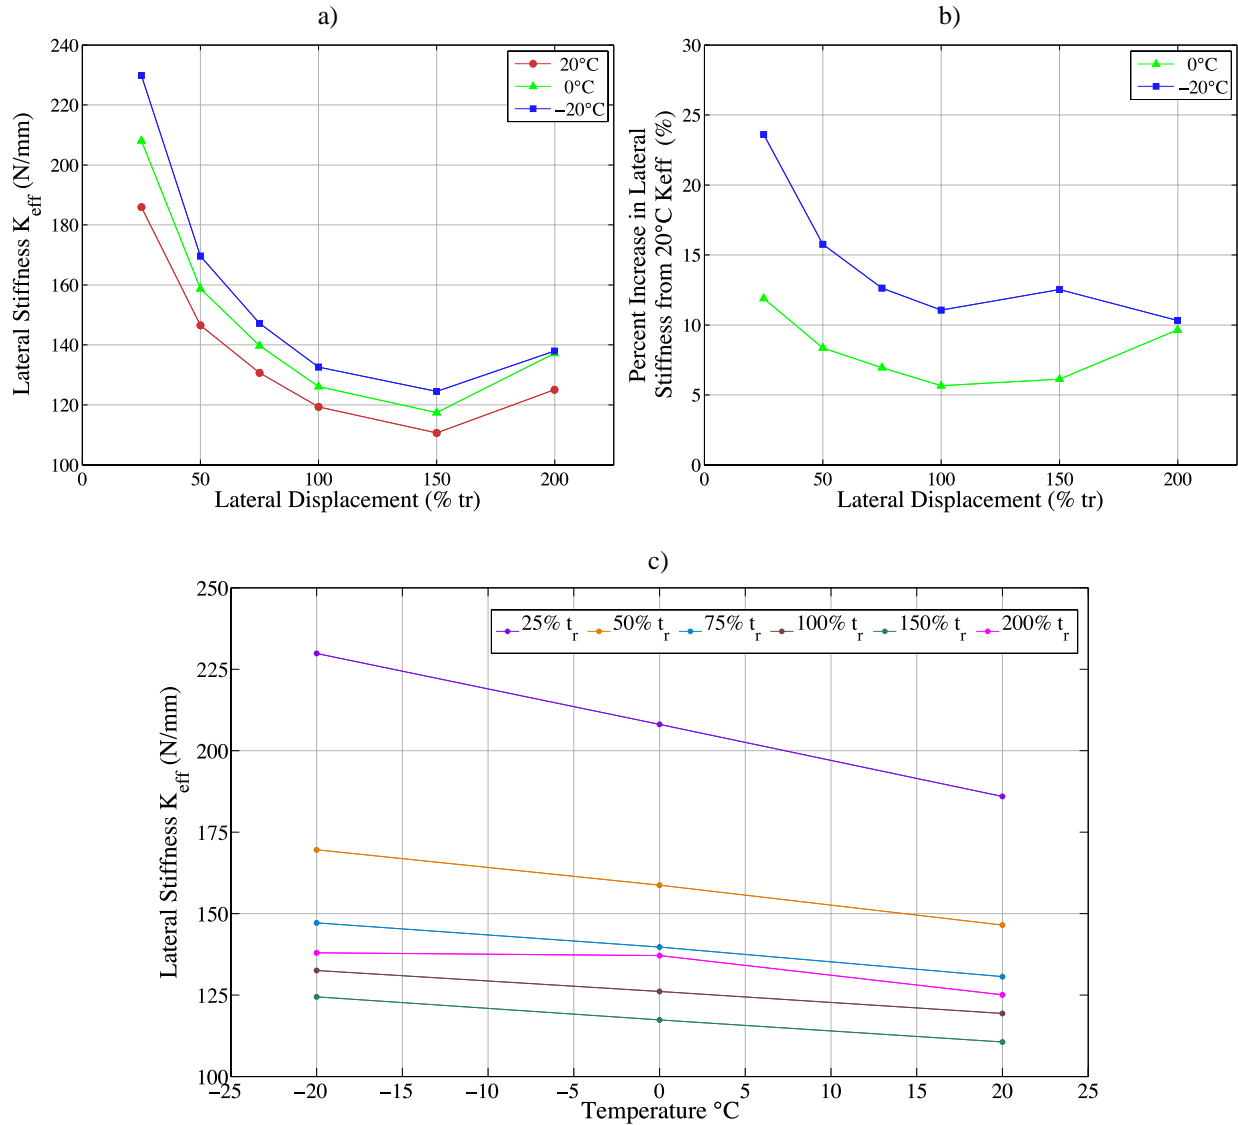 a)
240
220
200
180
160
140
120
100
0
50
100
150
200
Lateral Displacement (% tr)
Lateral Stiffness Keff (N/mm)
20°C
0°C
−20°C
b)
30
25
20
15
10
5
0
0
50
100
150
200
Lateral Displacement (% tr)
Percent Increase in Lateral
Stiffness from 20°C Keff (%)
0°C
−20°C
c)
250
225
200
175
150
125
100
−25
−20
−15
−10
−5
0
5
10
15
20
25
Temperature °C
Lateral Stiffness Keff (N/mm)
25% tr
50% tr
75% tr
100% tr
150% tr
200% tr